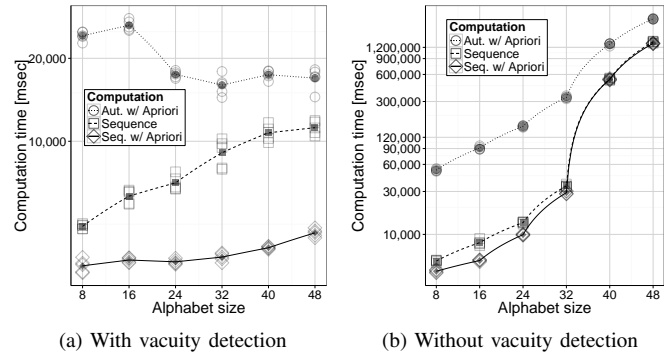 Computation time [msec]
20,000
10,000
Computation
Aut. w/ Apriori
Sequence
Seq. w/ Apriori
8 16 24 32 40 48
Alphabet size
(a) With vacuity detection
Computation time [msec]
1,200,000
900,000
600,000
300,000
120,000
90,000
60,000
30,000
10,000
Computation
Aut. w/ Apriori
Sequence
Seq. w/ Apriori
8 16 24 32 40 48
Alphabet size
(b) Without vacuity detection